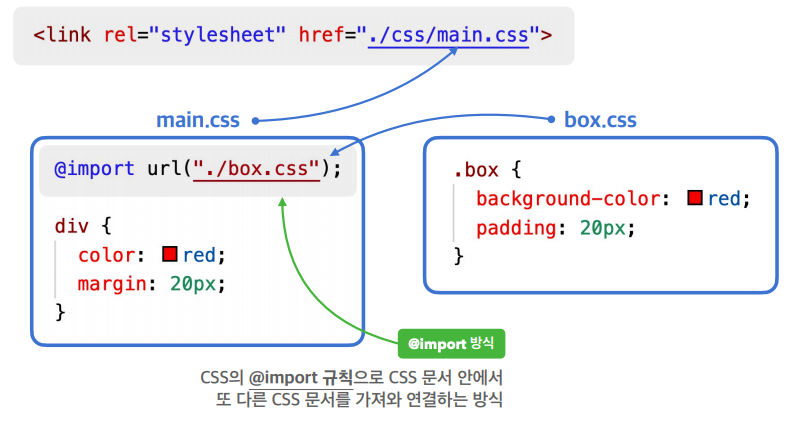 <link rel="stylesheet" href="./css/main.css">
main.css
@import url("./box.css");
div {
color: red;
margin: 20px;
}
box.css
.box {
background-color: red;
padding: 20px;
}
@import 방식
CSS의 @import 규칙으로 CSS 문서 안에서
또 다른 CSS 문서를 가져와 연결하는 방식